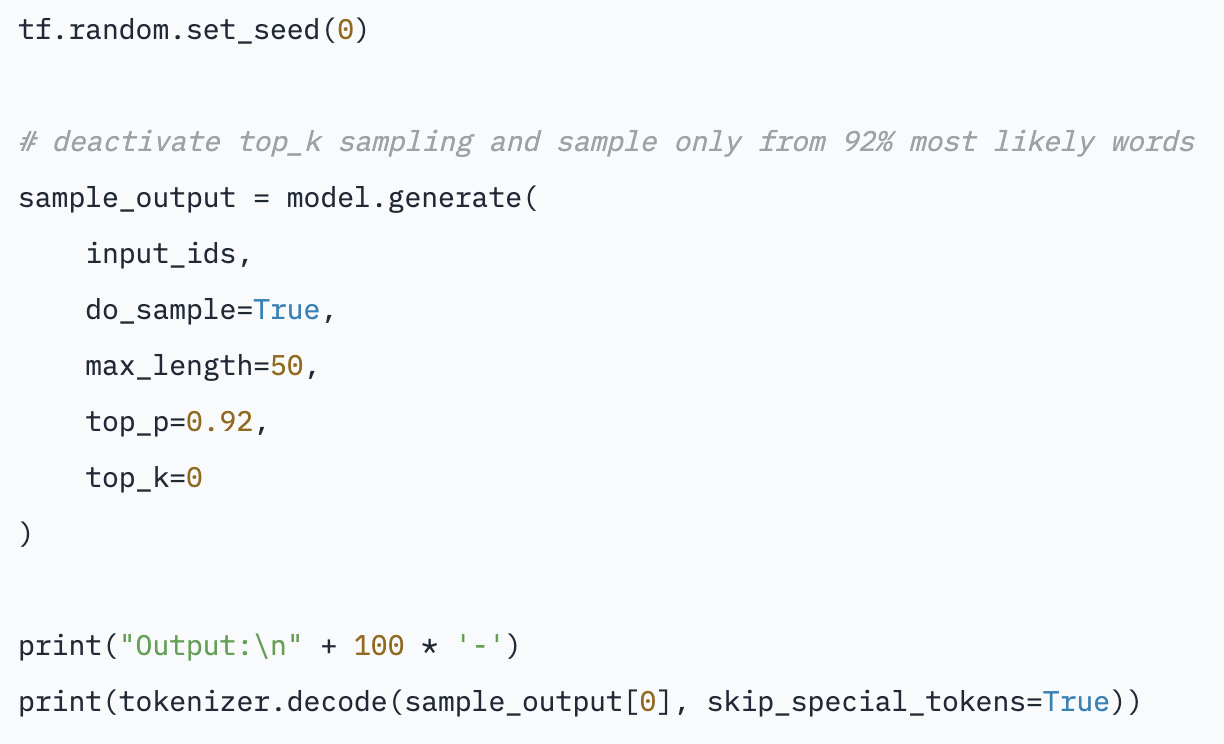 tf.random.set_seed(0)
# deactivate top_k sampling and sample only from 92% most likely words
sample_output = model.generate(
    input_ids,
    do_sample=True,
    max_length=50,
    top_p=0.92,
    top_k=0
)
print("Output:\n" + 100 * '-')
print(tokenizer.decode(sample_output[0], skip_special_tokens=True))